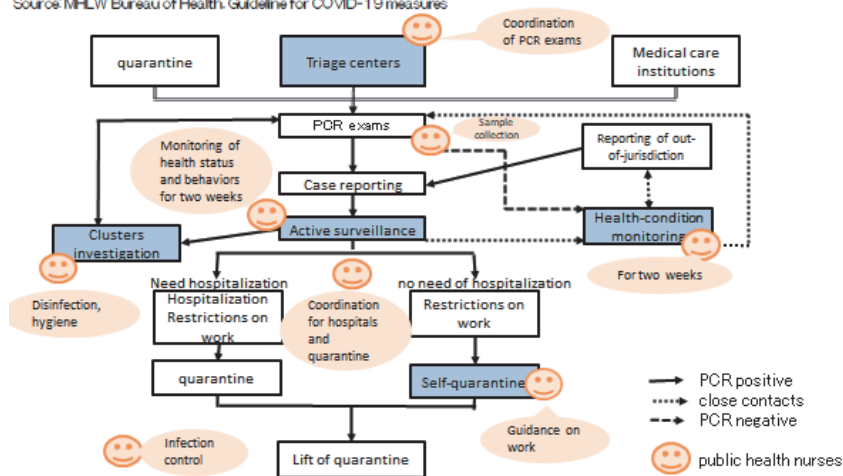 Source: MHLW Bureau of Health. Guideline for COVID-19 measures
Coordination
of PCR exams
quarantine
Triage centers
Medical care
institutions
PCR exams
Sample
collection
Monitoring of
health status
and behaviors
for two weeks
Reporting of out-
of-jurisdiction
Case reporting
Clusters
investigation
Active surveillance
Health-condition
monitoring
For two weeks
Disinfection,
hygiene
Need hospitalization
no need of hospitalization
Hospitalization
Restrictions on
work
Coordination
for hospitals
and
quarantine
Restrictions on
work
quarantine
Self-quarantine
PCR positive
close contacts
PCR negative
Infection
control
Lift of quarantine
Guidance on
work
public health nurses